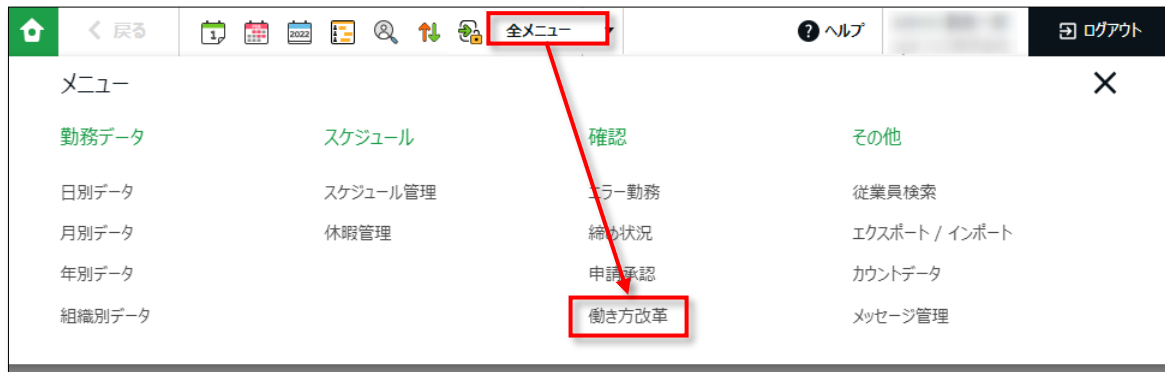 戻る 1 2022 全メニュー ヘルプ ログアウト
メニュー
勤務データ スケジュール 確認 その他
日別データ スケジュール管理 エラー勤務 従業員検索
月別データ 休暇管理 締め状況 エクスポート / インポート
年別データ 申請承認 カウントデータ
組織別データ 働き方改革 メッセージ管理